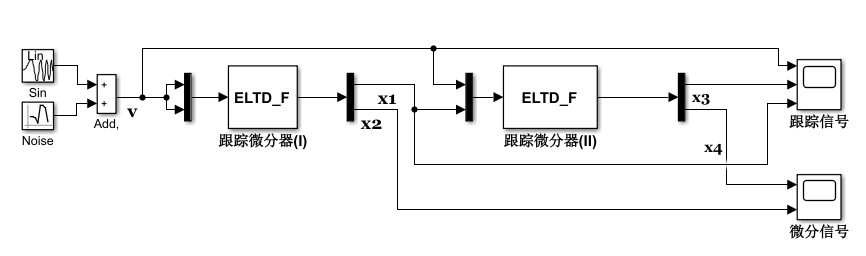 Lin
Sin
Noise
+
+
Add,
v
ELTD_F
跟踪微分器(I)
x1
x2
ELTD_F
跟踪微分器(II)
x3
x4
跟踪信号
微分信号